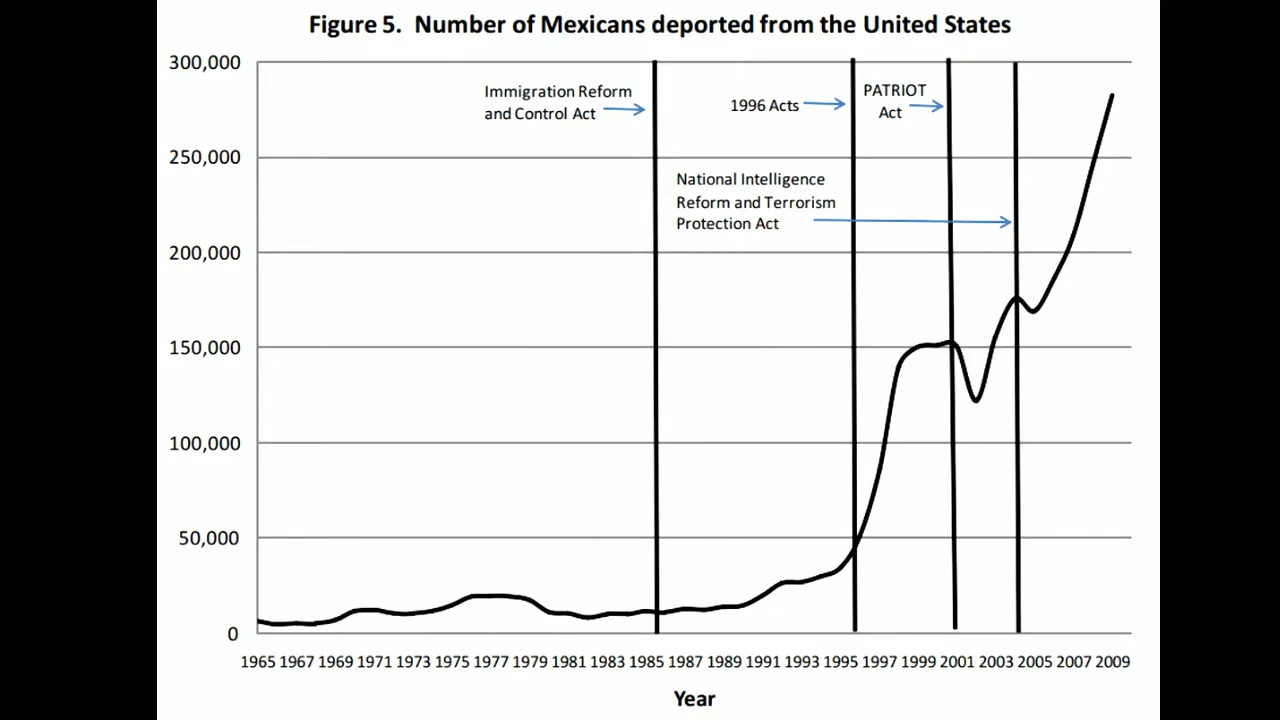 Figure 5. Number of Mexicans deported from the United States
300,000
250,000
200,000
150,000
100,000
50,000
0
Immigration Reform
and Control Act
1996 Acts
PATRIOT
Act
National Intelligence
Reform and Terrorism
Protection Act
1965 1967 1969 1971 1973 1975 1977 1979 1981 1983 1985 1987 1989 1991 1993 1995 1997 1999 2001 2003 2005 2007 2009
Year